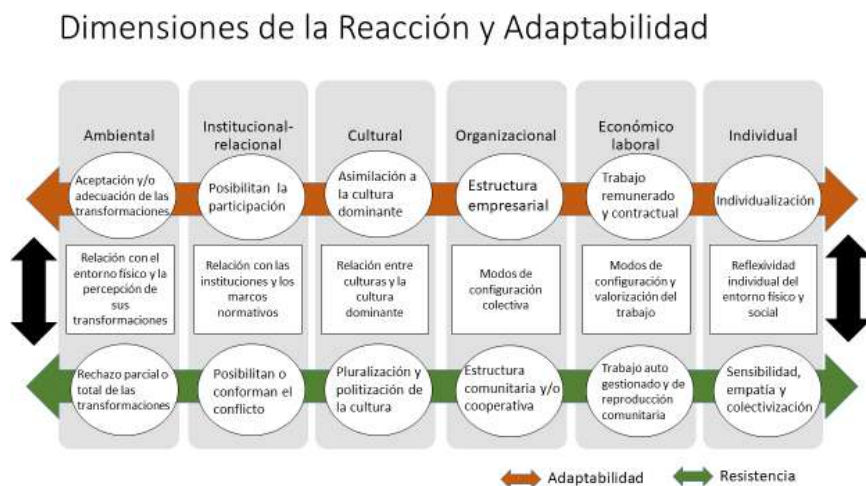 Dimensiones de la Reacción y Adaptabilidad
Ambiental
Institucional-
relacional
Cultural
Organizacional
Económico
laboral
Individual
Aceptación y/o
adecuación de las
transformaciones.
Posibilitan la
participación
Asimilación a
la cultura
dominante
Estructura
empresarial
Trabajo
remunerado
y contractual
Individualización
Relación con el
entorno físico y la
percepción de
sus
transformaciones
Relación con las
instituciones y los
marcos
normativos
Relación entre
culturas y la
cultura
dominante
Modos de
configuración
colectiva
Modos de
configuración y
valorización del
trabajo
Reflexividad
individual del
entorno físico y
social
Rechazo parcial o
total de las
transformaciones
Posibilitan o
conforman el
conflicto
Pluralización y
politización de
la cultura
Estructura
comunitaria y/o
cooperativa
Trabajo auto
gestionado y de
reproducción
comunitaria
Sensibilidad,
empatía y
colectivización
Adaptabilidad
Resistencia